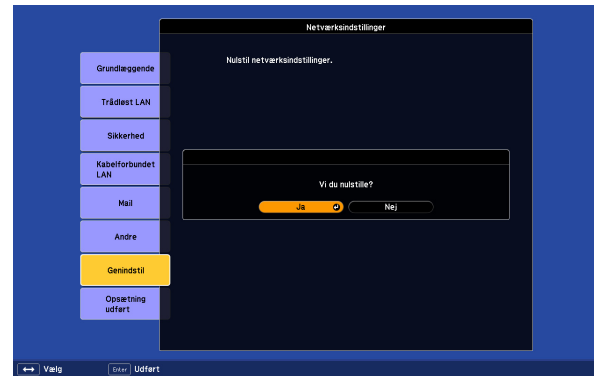 Netværksindstillinger
Nulstil netværksindstillinger.
Grundlæggende
Trådløst LAN
Sikkerhed
Kabelforbundet
LAN
Mail
Andre
Genindstil
Opsætning
udført
Vi du nulstille?
Ja Nej
Vælg Enter Udført